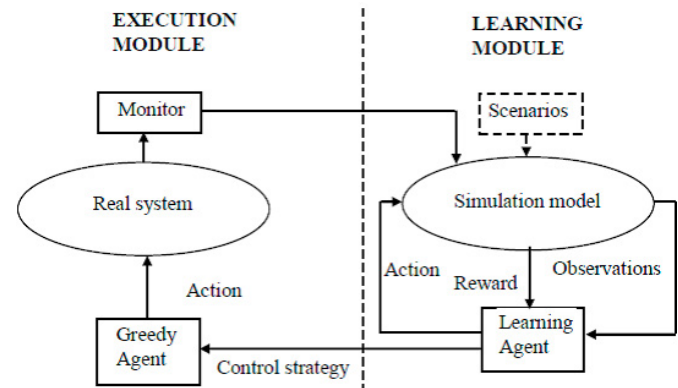 EXECUTION
MODULE
LEARNING
MODULE
Monitor
Scenarios
Real system
Simulation model
Action
Action
Reward
Observations
Greedy
Agent
Control strategy
Learning
Agent